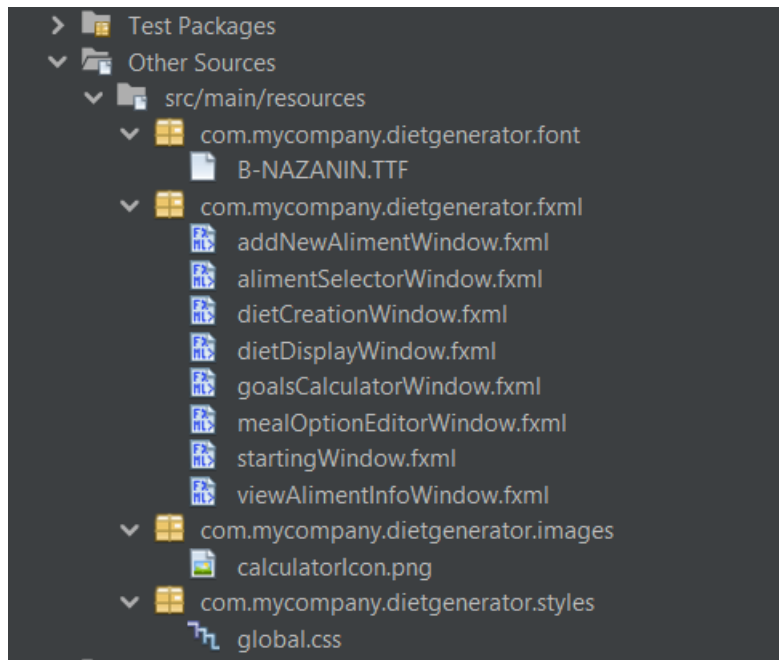 Test Packages
Other Sources
src/main/resources
com.mycompany.dietgenerator.font
B-NAZANIN.TTF
com.mycompany.dietgenerator.fxml
addNewAlimentWindow.fxml
alimentSelectorWindow.fxml
dietCreationWindow.fxml
dietDisplayWindow.fxml
goalsCalculatorWindow.fxml
mealOptionEditorWindow.fxml
startingWindow.fxml
viewAlimentInfoWindow.fxml
com.mycompany.dietgenerator.images
calculatorIcon.png
com.mycompany.dietgenerator.styles
global.css